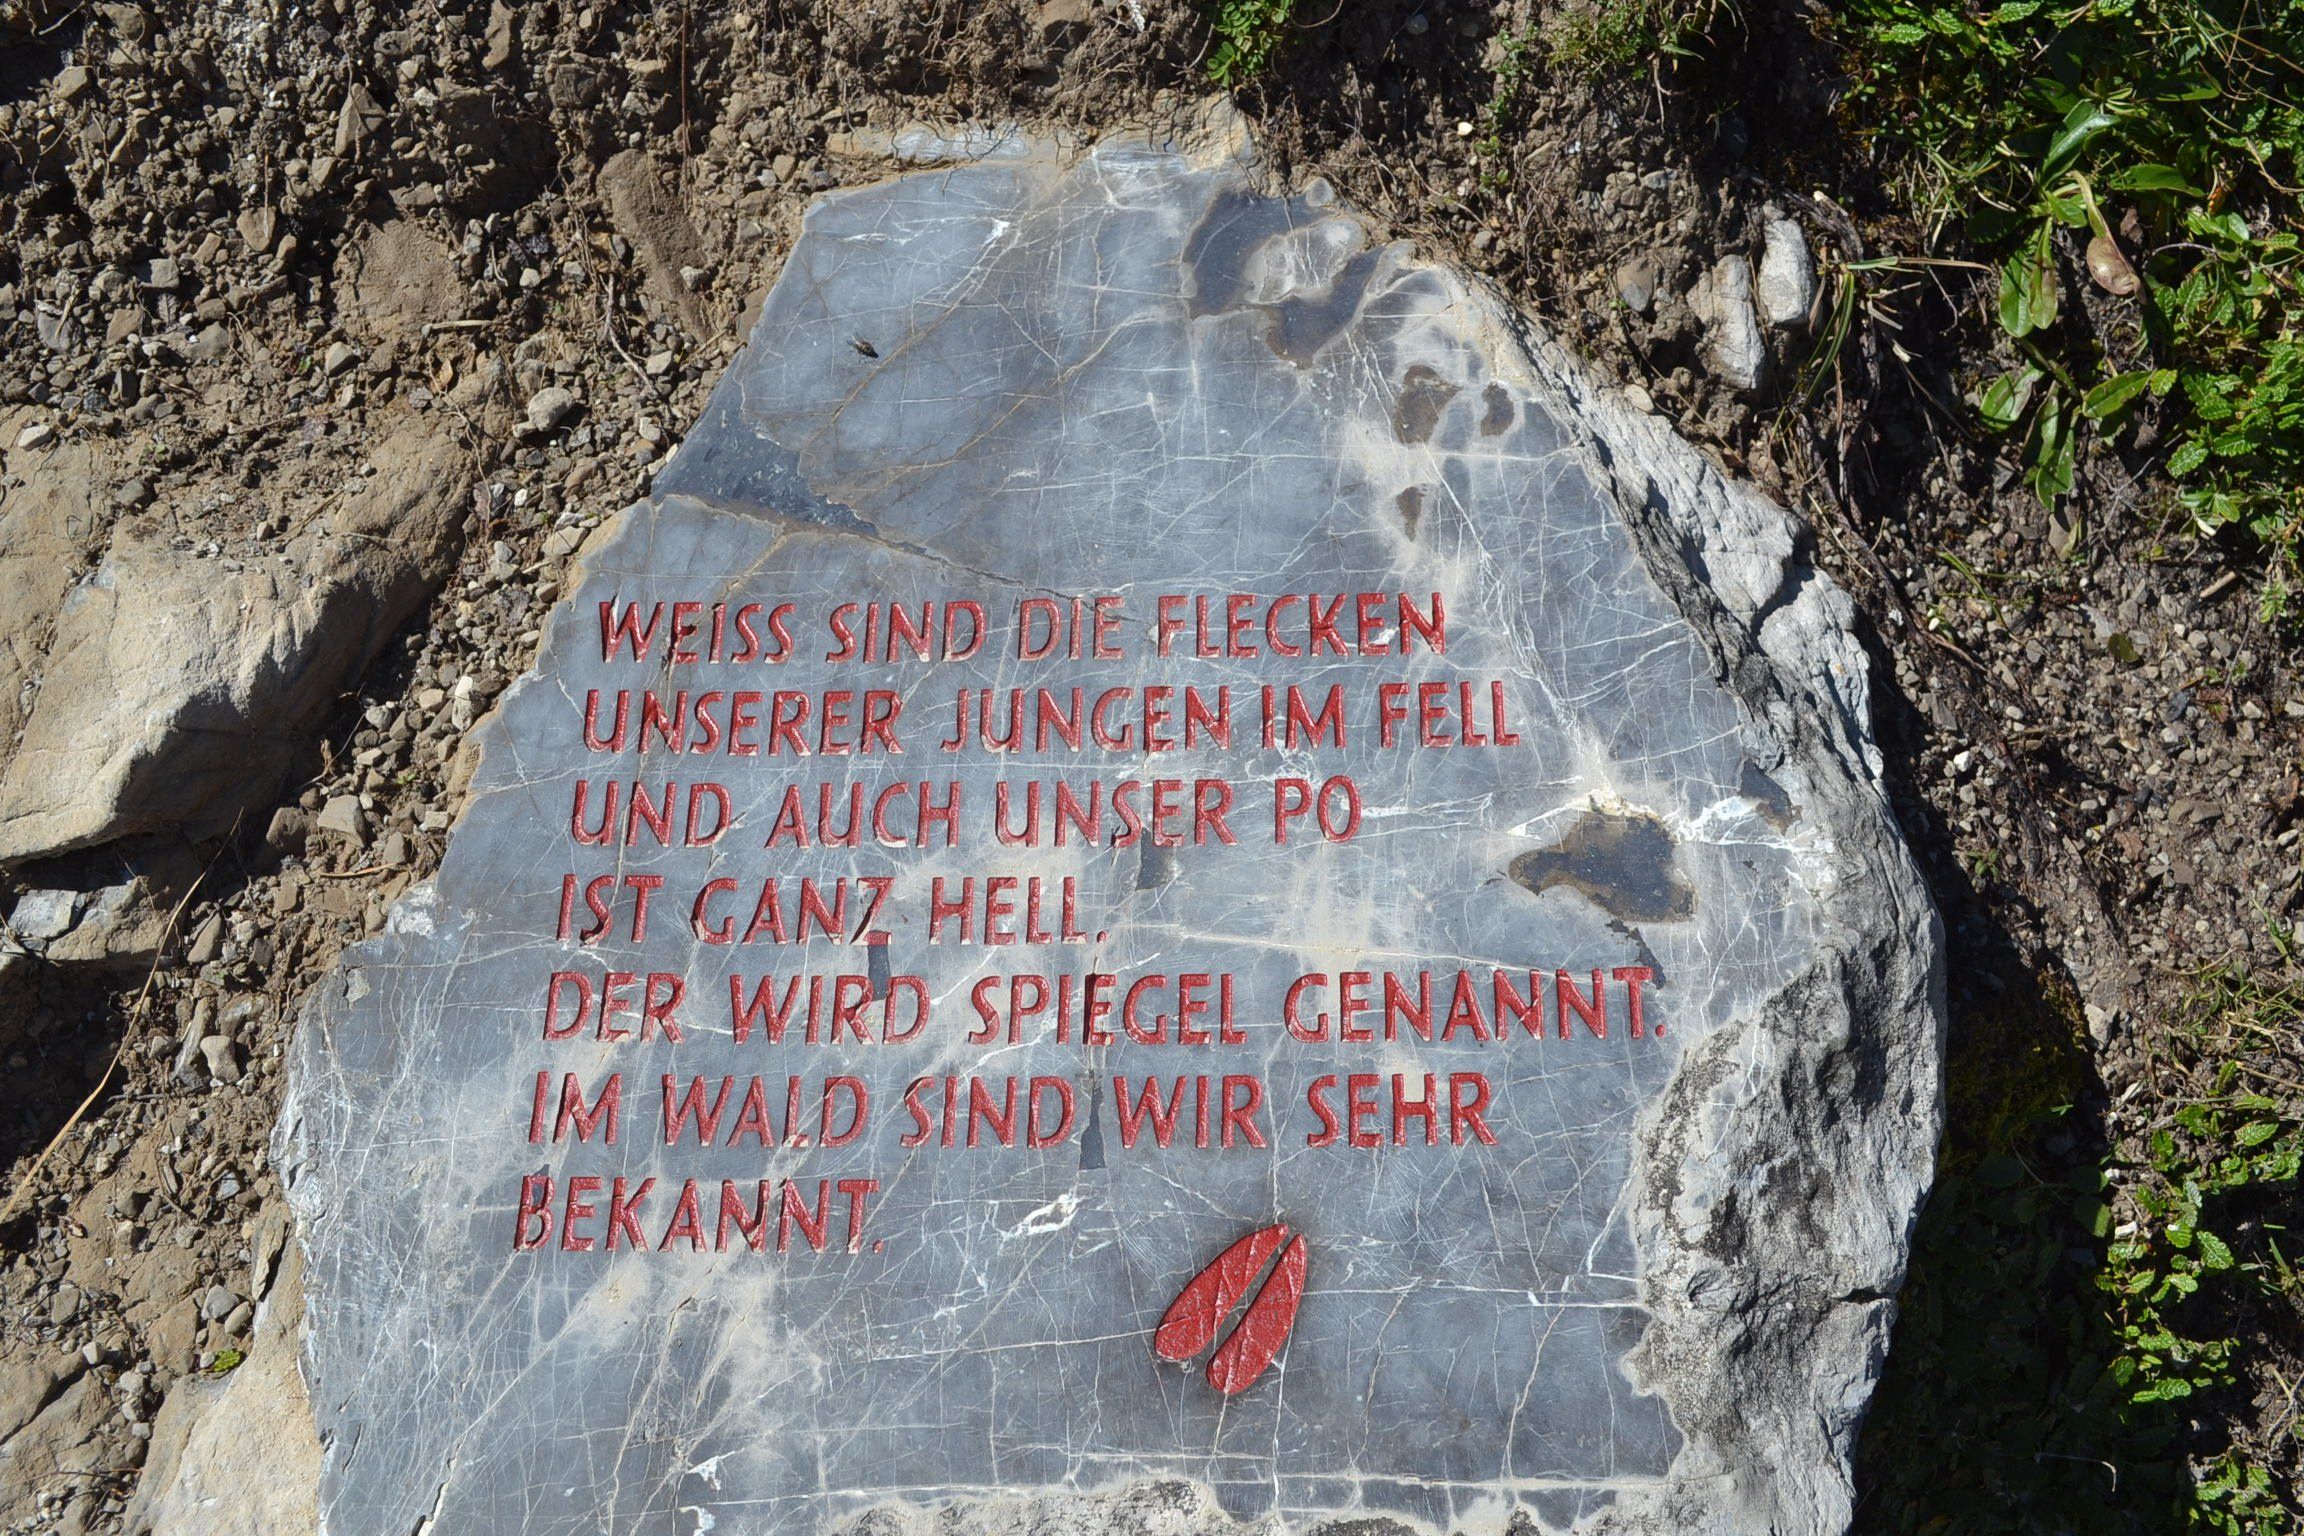 WEISS SIND DIE FLECKEN
UNSERER JUNGEN IM FELL
UND AUCH UNSER PO
IST GANZ HELL.
DER WIRD SPIEGEL GENANNT.
IM WALD SIND WIR SEHR
BEKANNT.